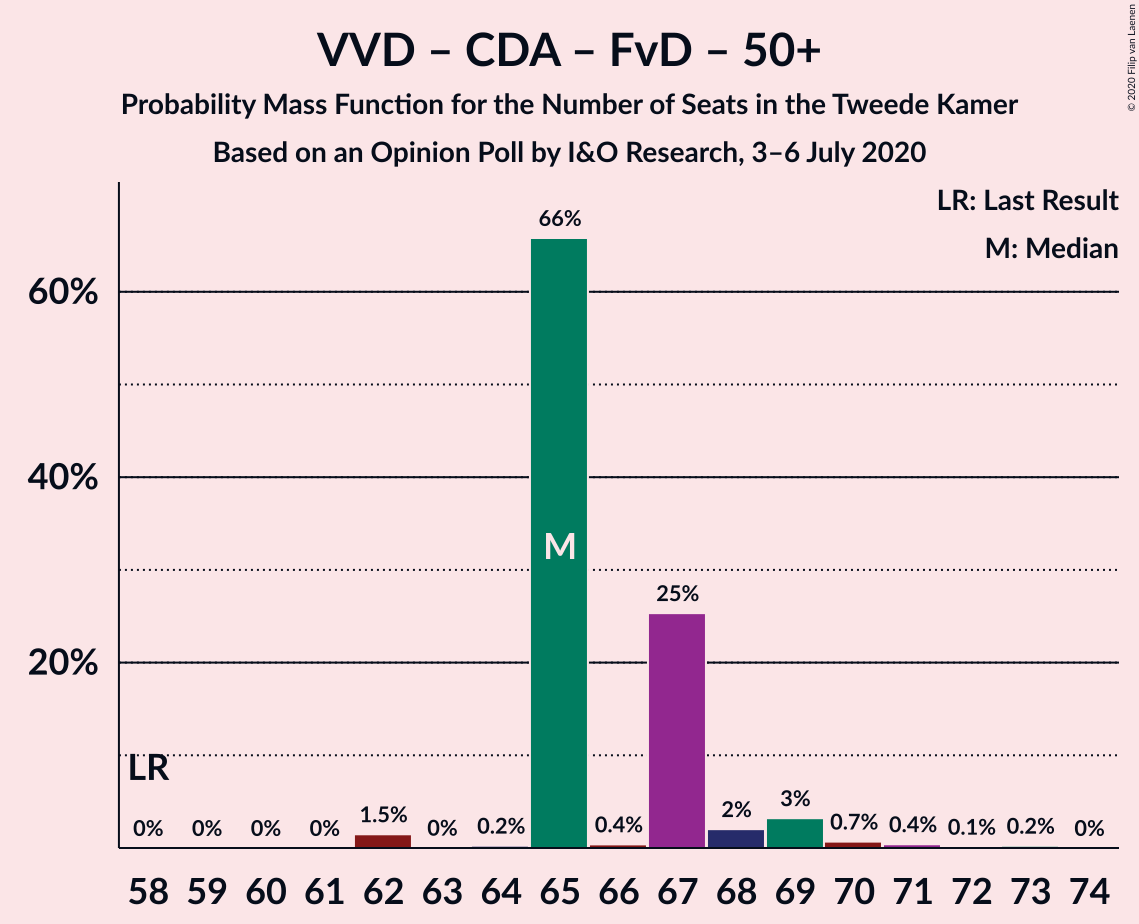 VVD – CDA – FvD – 50+
Probability Mass Function for the Number of Seats in the Tweede Kamer
Based on an Opinion Poll by I&O Research, 3–6 July 2020
© 2020 Filip van Laenen
LR: Last Result
M: Median
66%
60%
40%
M
25%
20%
LR
0% 0% 0% 0% 1.5% 0% 0.2% 0.4% 2% 3% 0.7% 0.4% 0.1% 0.2% 0%
58 59 60 61 62 63 64 65 66 67 68 69 70 71 72 73 74